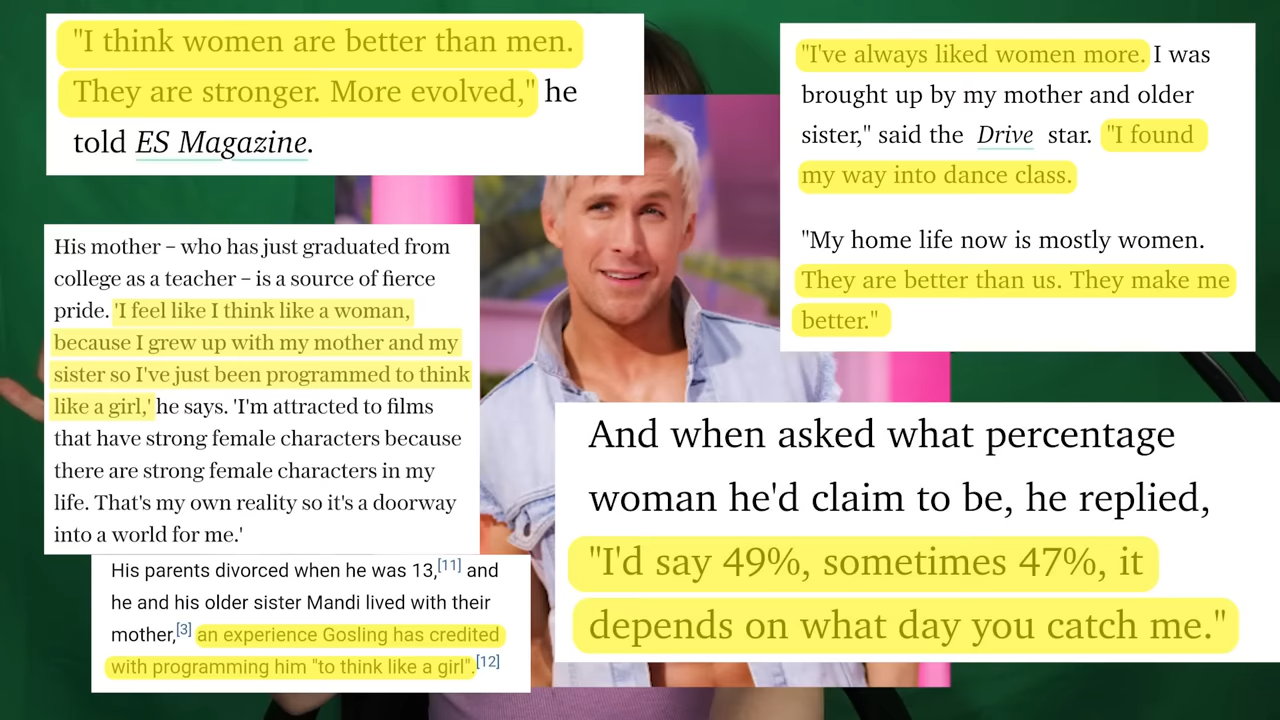 "I think women are better than men.
They are stronger. More evolved," he
told ES Magazine.
"I've always liked women more. I was
brought up by my mother and older
sister," said the Drive star. "I found
my way into dance class.
"My home life now is mostly women.
They are better than us. They make me
better."
His mother – who has just graduated from
college as a teacher – is a source of fierce
pride. 'I feel like I think like a woman,
because I grew up with my mother and my
sister so I've just been programmed to think
like a girl,' he says. 'I'm attracted to films
that have strong female characters because
there are strong female characters in my
life. That's my own reality so it's a doorway
into a world for me.'
And when asked what percentage
woman he'd claim to be, he replied,
"I'd say 49%, sometimes 47%, it
depends on what day you catch me."
His parents divorced when he was 13,[11] and
he and his older sister Mandi lived with their
mother,[3] an experience Gosling has credited
with programming him "to think like a girl".[12]